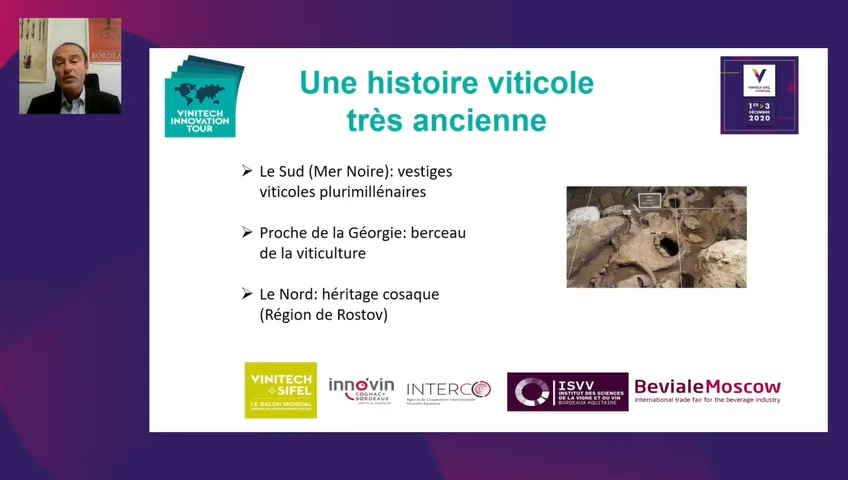 BORDEA
VINITECH
INNOVATION
TOUR
Une histoire viticole
très ancienne
VINITECH SIFEL
1ER > 3
DÉCEMBRE
2020
➢ Le Sud (Mer Noire): vestiges
viticoles plurimillénaires
➢ Proche de la Géorgie: berceau
de la viticulture
➢ Le Nord: héritage cosaque
(Région de Rostov)
VINITECH
SIFEL
LE SALON MONDIAL
inno'vin
COGNAC
BORDEAUX
INTERCO
Agence de Coopération Internationale
Nouvelle-Aquitaine
ISVV
INSTITUT DES SCIENCES
DE LA VIGNE ET DU VIN
BORDEAUX AQUITAINE
BevialeMoscow
International trade fair for the beverage industry